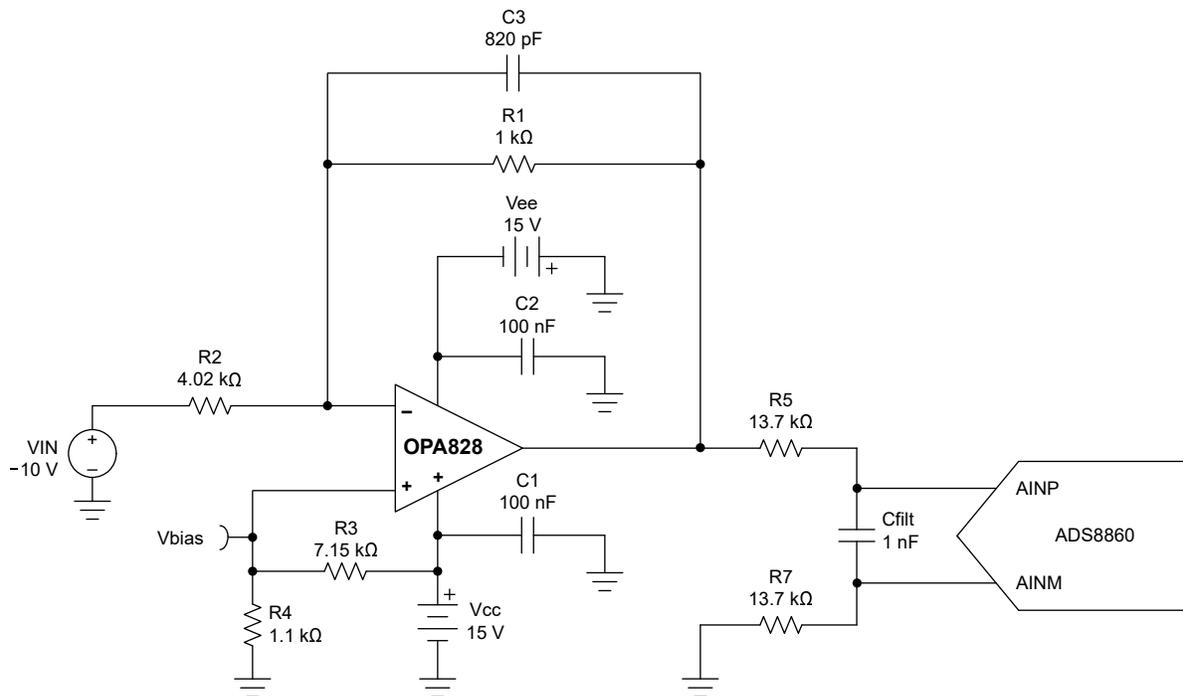 C3
820 pF
R1
1 kΩ
Vee
15 V
+
C2
100 nF
R2
4.02 kΩ
VIN
−10 V
+
−
−
OPA828
+
+
C1
100 nF
R5
13.7 kΩ
AINP
Cfilt
1 nF
ADS8860
AINM
Vbias
R3
7.15 kΩ
R4
1.1 kΩ
+
Vcc
15 V
R7
13.7 kΩ